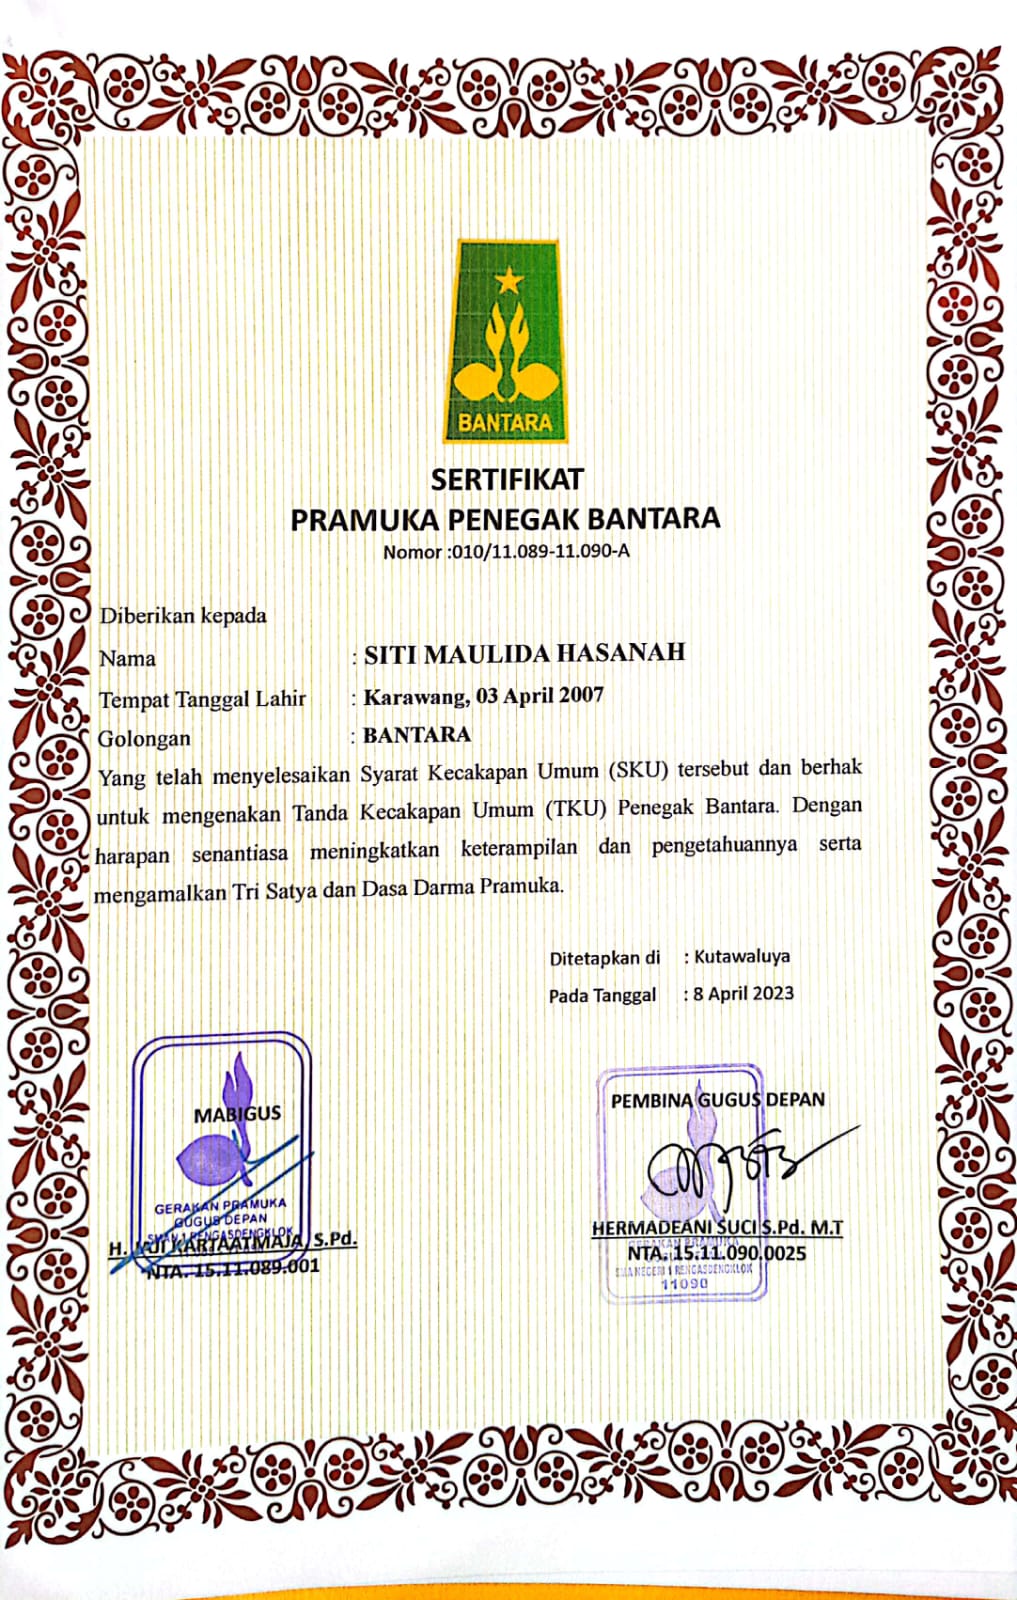 BANTARA
SERTIFIKAT
PRAMUKA PENEGAK BANTARA
Nomor :010/11.089-11.090-A
Diberikan kepada
Nama : SITI MAULIDA HASANAH
Tempat Tanggal Lahir : Karawang, 03 April 2007
Golongan : BANTARA
Yang telah menyelesaikan Syarat Kecakapan Umum (SKU) tersebut dan berhak
untuk mengenakan Tanda Kecakapan Umum (TKU) Penegak Bantara. Dengan
harapan senantiasa meningkatkan keterampilan dan pengetahuannya serta
mengamalkan Tri Satya dan Dasa Darma Pramuka.
Ditetapkan di : Kutawaluya
Pada Tanggal : 8 April 2023
MABIGUS
GERAKAN PRAMUKA
GUGUS DEPAN
SMAN 1 RENGASDENGKLOK
H. KARTAATMAJA, S.Pd.
NTA. 15.11.089.001
PEMBINA GUGUS DEPAN
HERMADEANI SUCI S.Pd. M.T
GERAKAN PRAMUKA
NTA. 15.11.090.0025
SMA NEGERI 1 RENGASDENGKLOK
11090